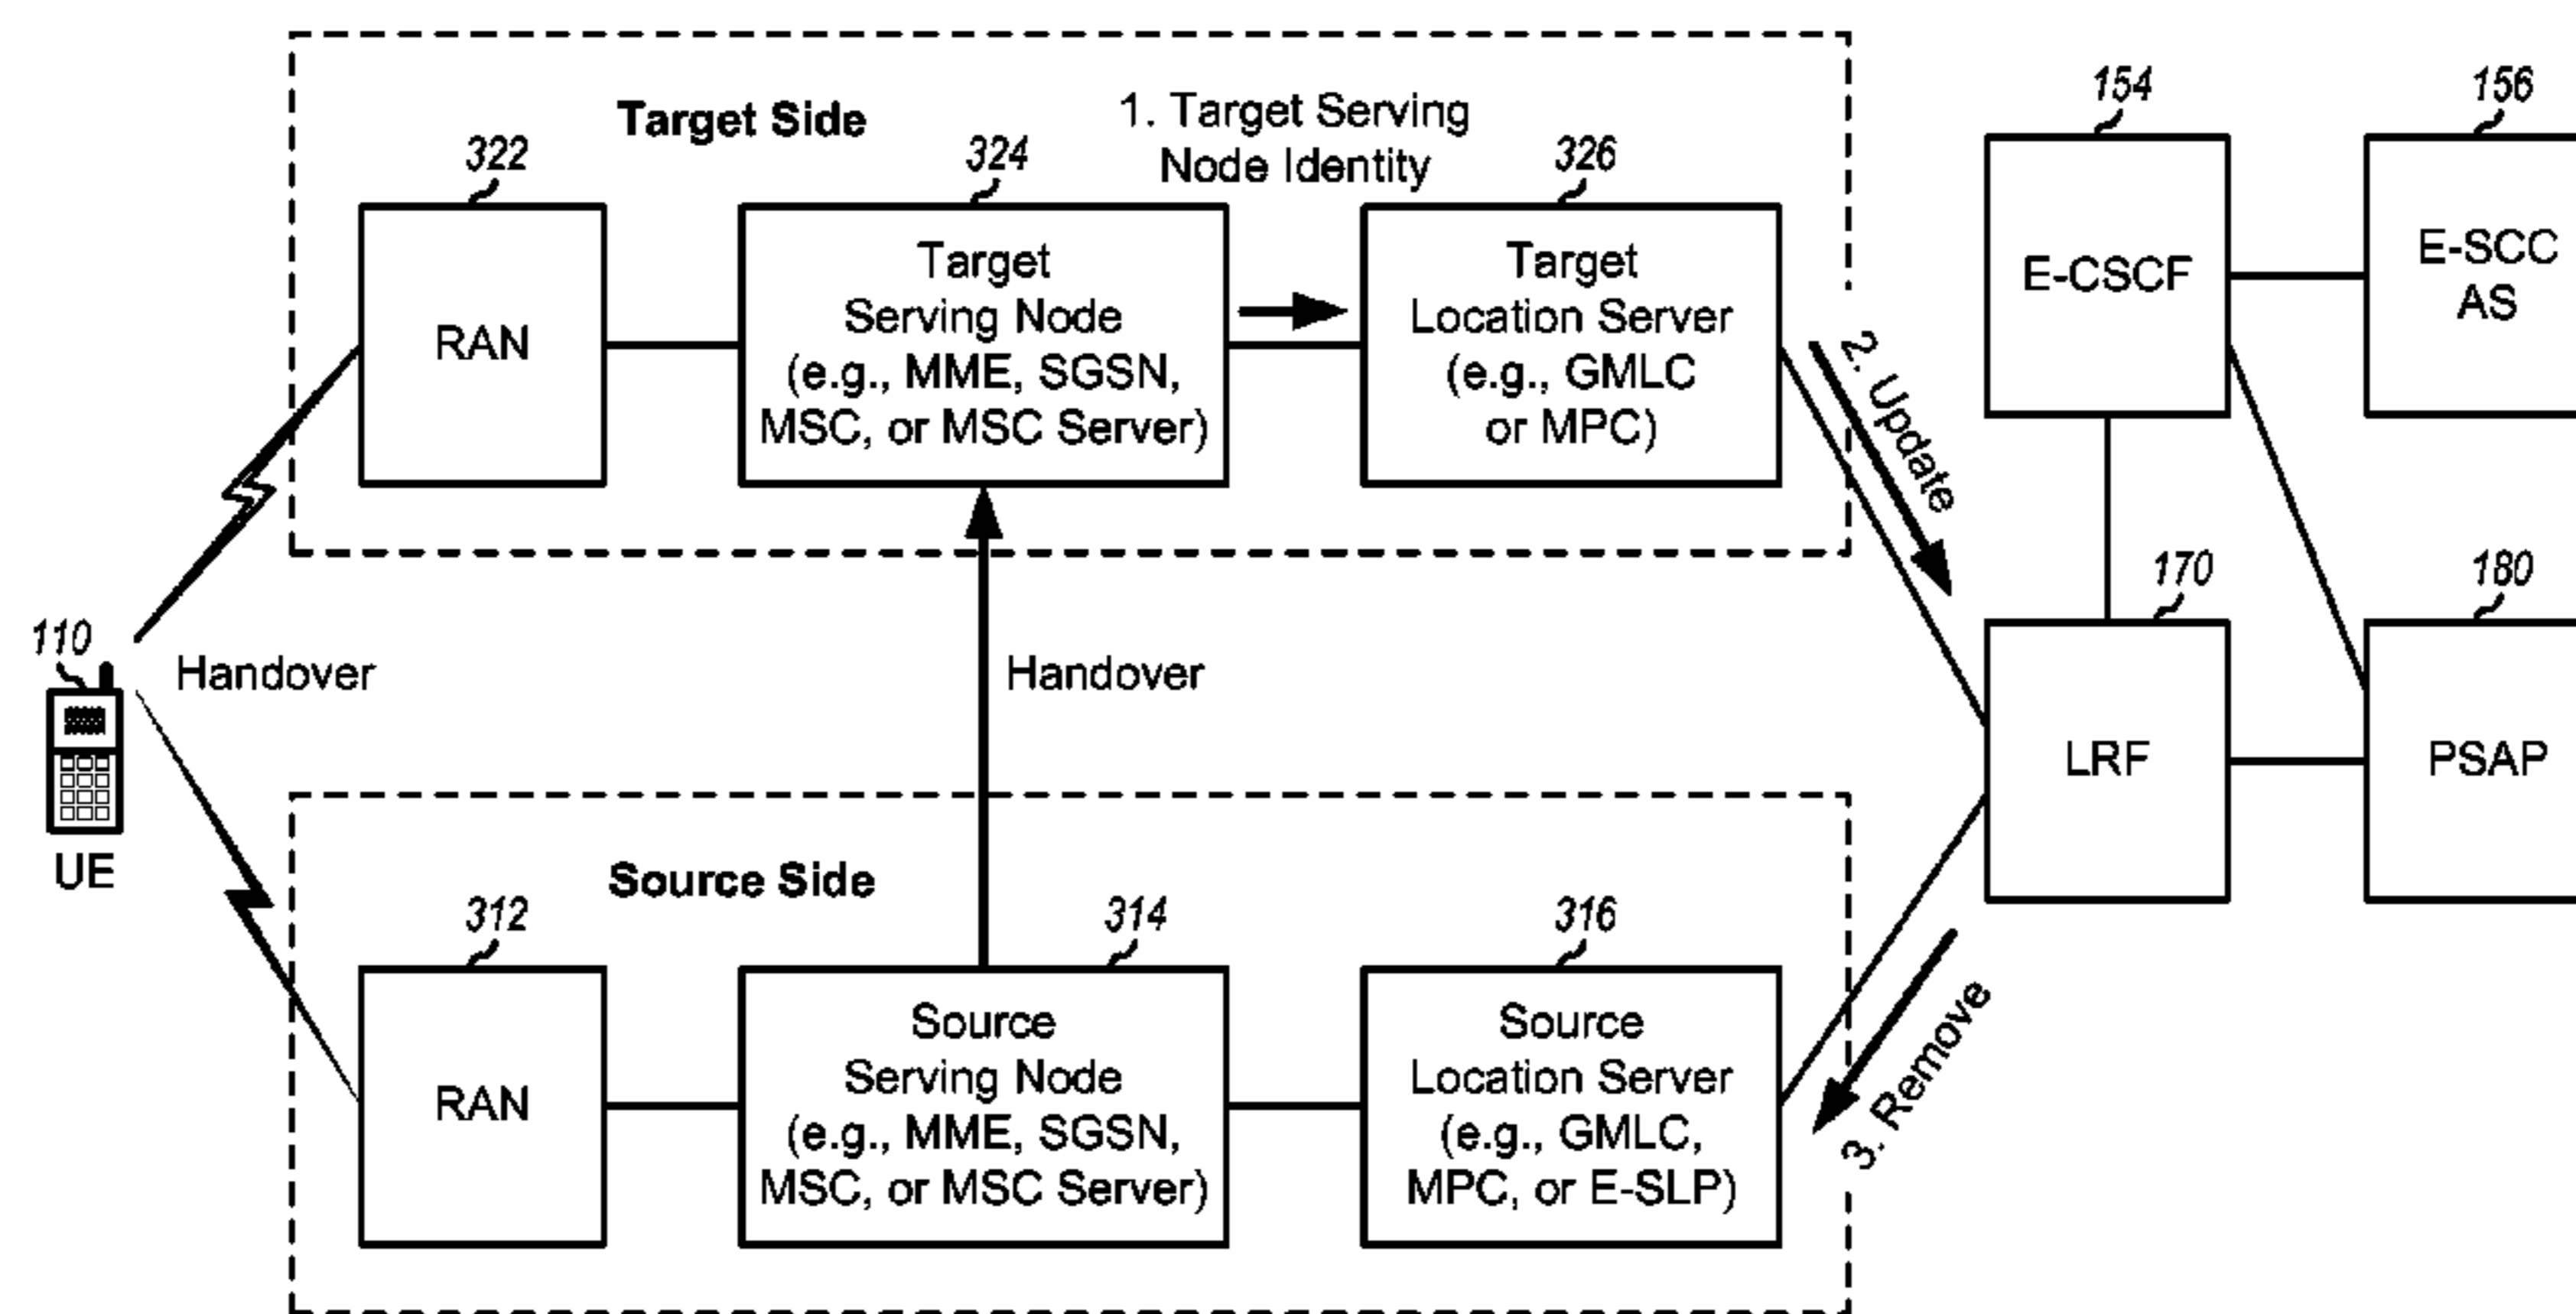 Target Side
1. Target Serving
Node Identity
322
324
326
RAN
Target
Serving Node
(e.g., MME, SGSN,
MSC, or MSC Server)
Target
Location Server
(e.g., GMLC
or MPC)
2. Update
154
E-CSCF
156
E-SCC
AS
110
UE
Handover
Handover
170
LRF
180
PSAP
Source Side
312
314
316
RAN
Source
Serving Node
(e.g., MME, SGSN,
MSC, or MSC Server)
Source
Location Server
(e.g., GMLC,
MPC, or E-SLP)
3. Remove